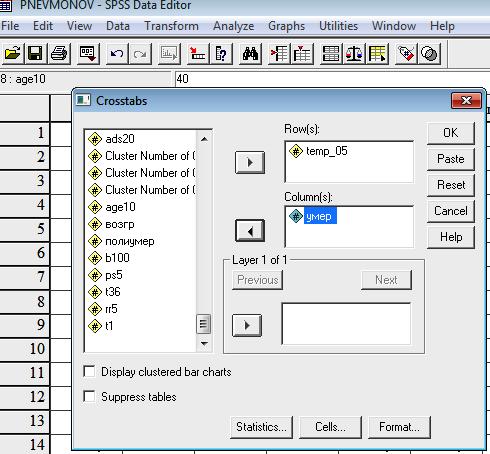 PNEVMONOV - SPSS Data Editor
File Edit View Data Transform Analyze Graphs Utilities Window Help
8 : age10 40
Crosstabs
ads20
Cluster Number of
Cluster Number of
Cluster Number of
age10
возгр
полиумер
b100
ps5
t36
rr5
t1
Row(s):
temp_05
Column(s):
умер
Layer 1 of 1
Previous Next
OK
Paste
Reset
Cancel
Help
Display clustered bar charts
Suppress tables
Statistics... Cells... Format...
1
2
3
4
5
6
7
8
9
10
11
12
13
14